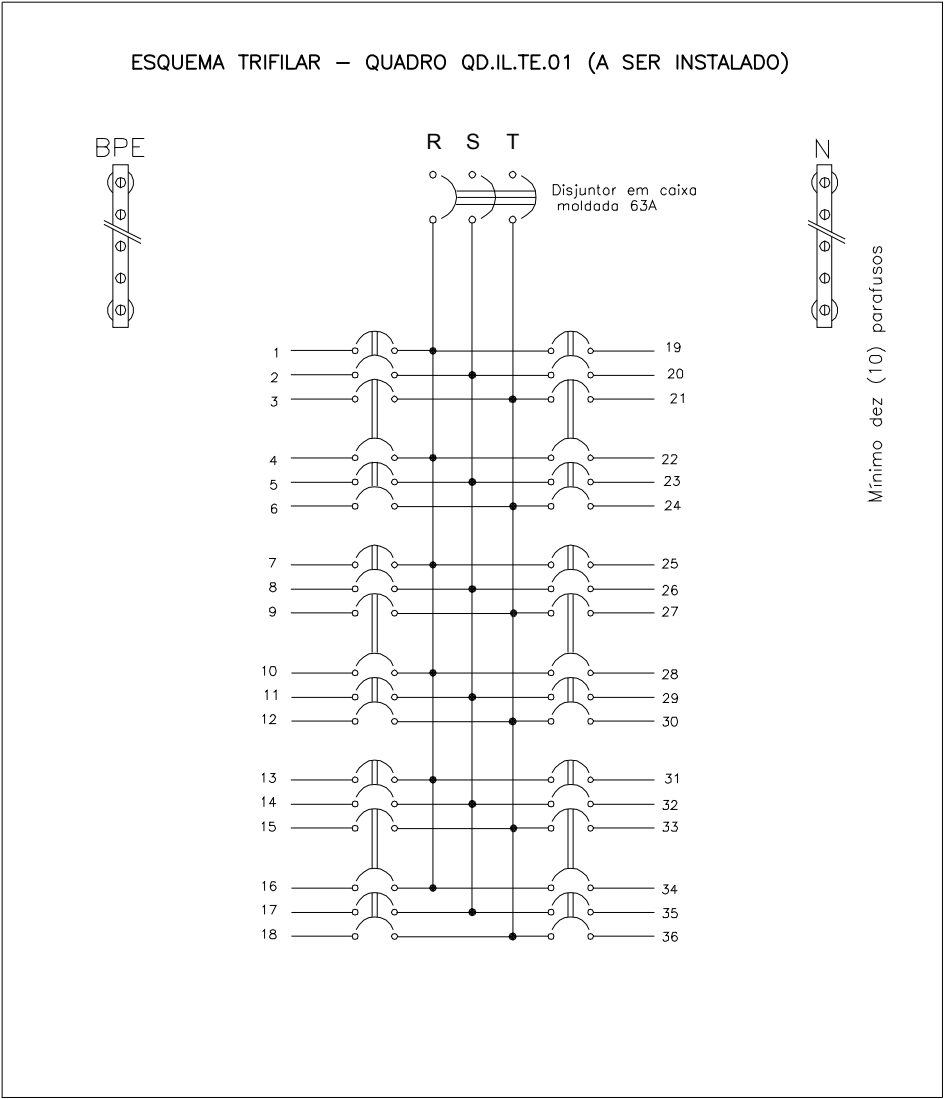 ESQUEMA TRIFILAR – QUADRO QD.IL.TE.01 (A SER INSTALADO)
BPE
R S T
N
Disjuntor em caixa
moldada 63A
Mínimo dez (10) parafusos
1 19
2 20
3 21
4 22
5 23
6 24
7 25
8 26
9 27
10 28
11 29
12 30
13 31
14 32
15 33
16 34
17 35
18 36